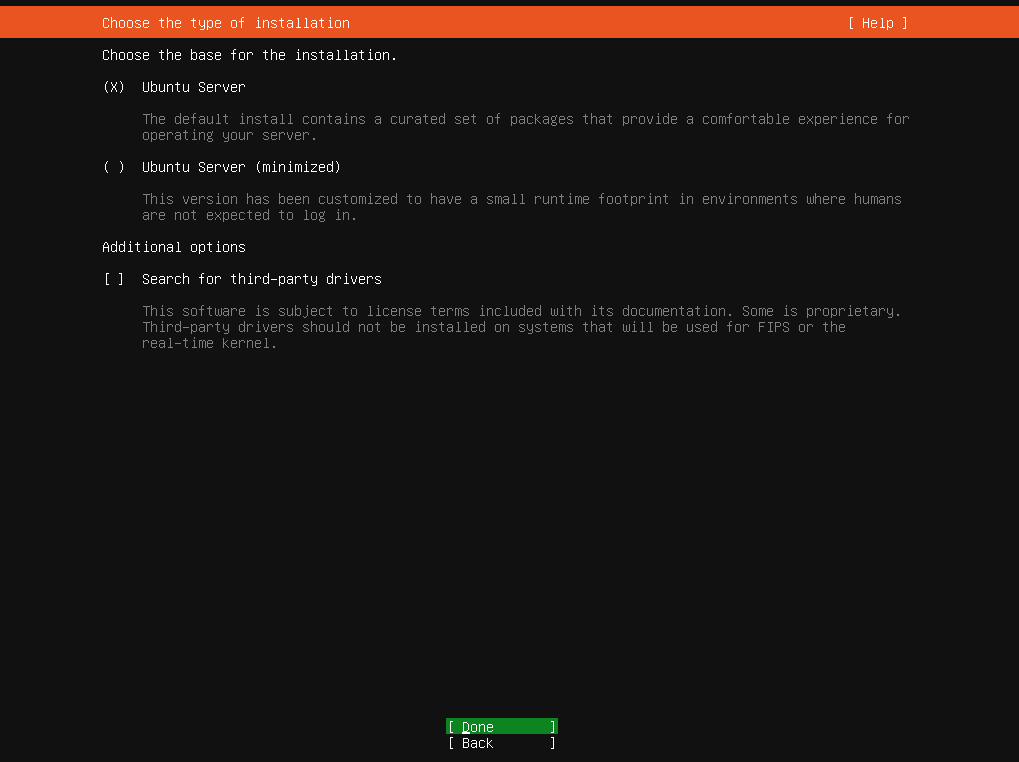 Choose the type of installation [ Help ]
Choose the base for the installation.
(X) Ubuntu Server
The default install contains a curated set of packages that provide a comfortable experience for
operating your server.
( ) Ubuntu Server (minimized)
This version has been customized to have a small runtime footprint in environments where humans
are not expected to log in.
Additional options
[ ] Search for third-party drivers
This software is subject to license terms included with its documentation. Some is proprietary.
Third-party drivers should not be installed on systems that will be used for FIPS or the
real-time kernel.
[ Done ]
[ Back ]